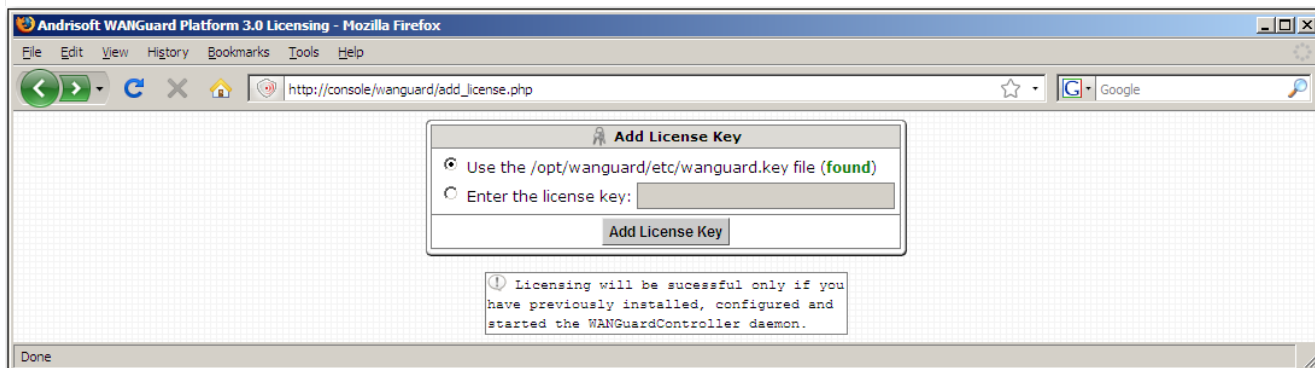 Andrisoft WANGuard Platform 3.0 Licensing - Mozilla Firefox
File Edit View History Bookmarks Tools Help
http://console/wanguard/add_license.php
G Google
Add License Key
Use the /opt/wanguard/etc/wanguard.key file (found)
Enter the license key:
Add License Key
Licensing will be sucessful only if you
have previously installed, configured and
started the WANGuardController daemon.
Done